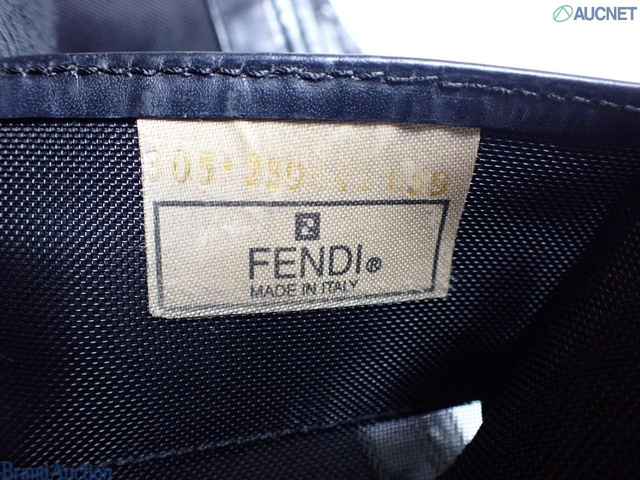 AUCNET
FENDI®
MADE IN ITALY
Brand Auction